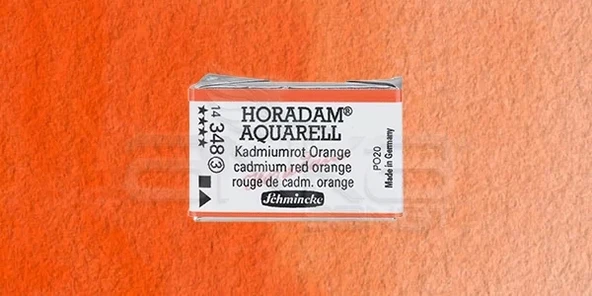 HORADAM®
AQUARELL
Kadmiumrot Orange
cadmium red orange
rouge de cadm. orange
Schmincke
14 348 3
★★★★
PO20
Made in Germany